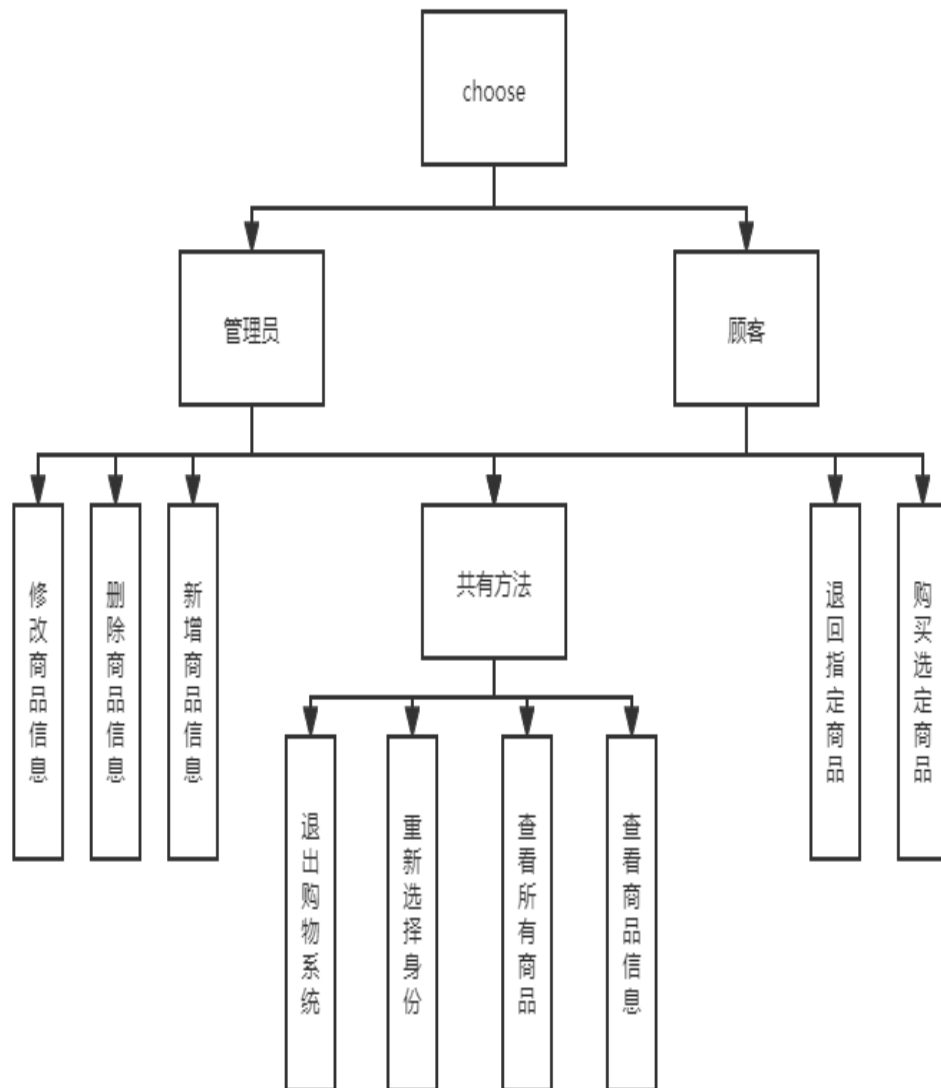 choose
管理员
顾客
修改商品信息
删除商品信息
新增商品信息
共有方法
退回指定商品
购买选定商品
退出购物系统
重新选择身份
查看所有商品
查看商品信息